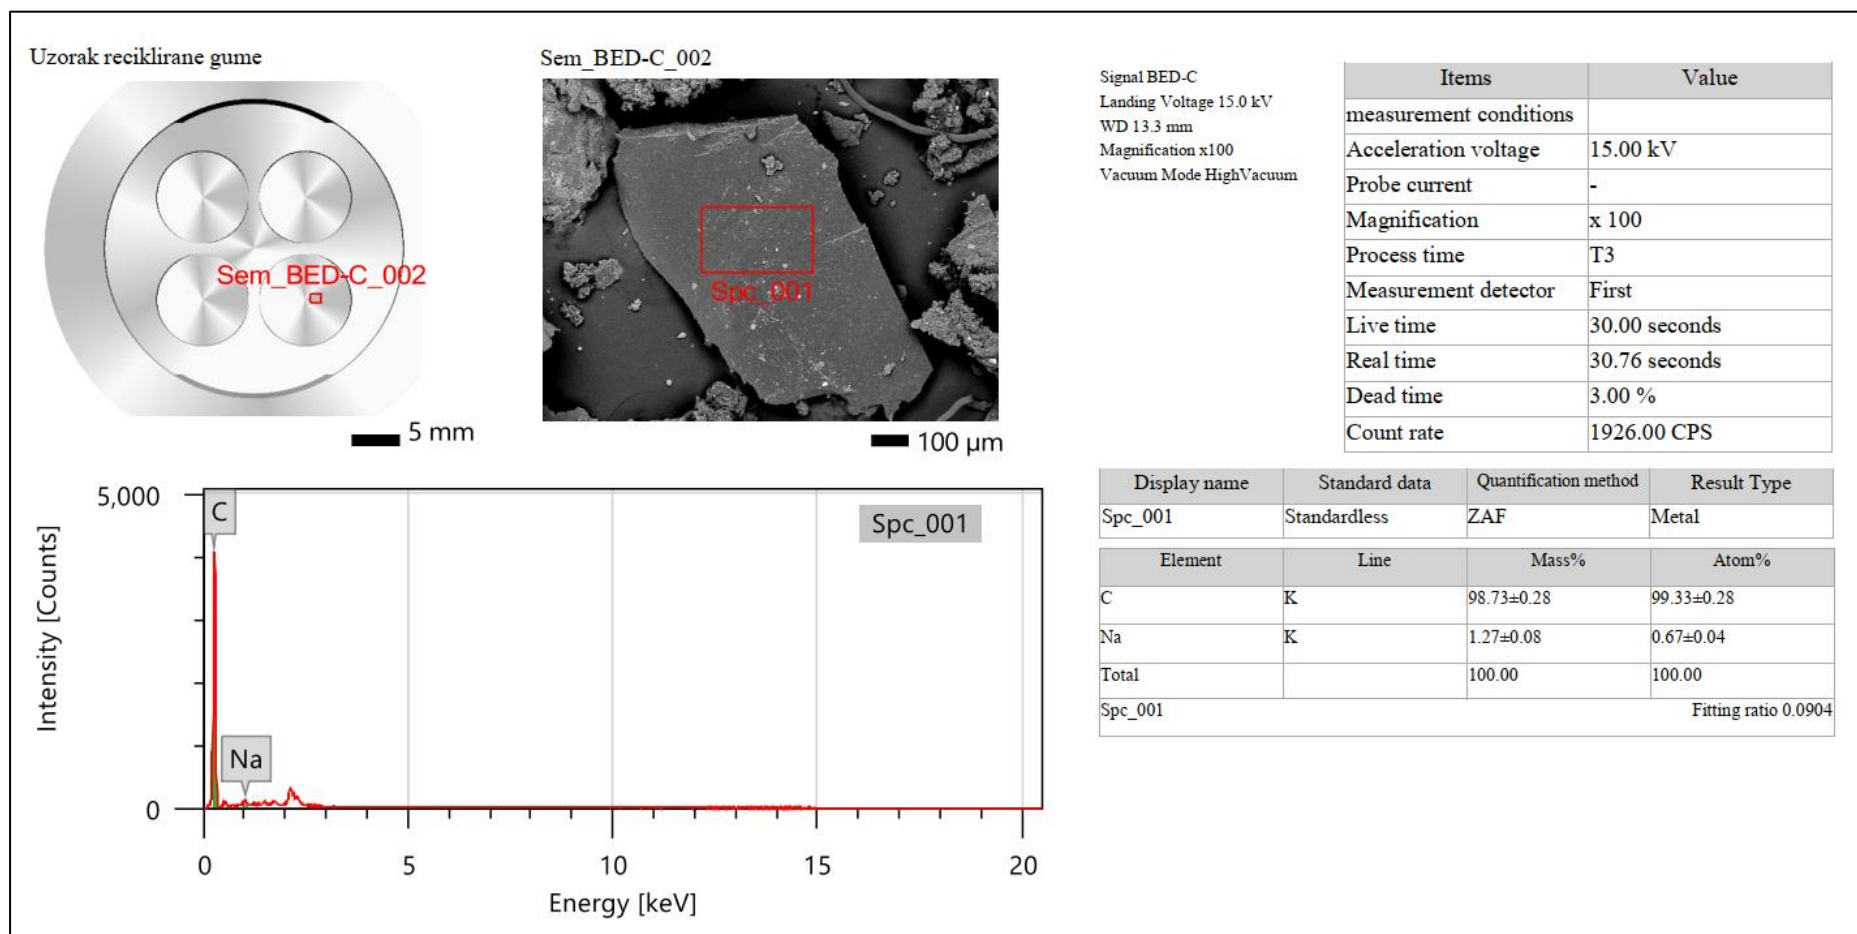 Uzorak reciklirane gume
Sem_BED-C_002
Sem_BED-C_002
5 mm
Spc_001
100 µm
Signal BED-C
Landing Voltage 15.0 kV
WD 13.3 mm
Magnification x100
Vacuum Mode HighVacuum
Items Value
measurement conditions
Acceleration voltage 15.00 kV
Probe current -
Magnification x 100
Process time T3
Measurement detector First
Live time 30.00 seconds
Real time 30.76 seconds
Dead time 3.00 %
Count rate 1926.00 CPS
5,000
C
Spc_001
Intensity [Counts]
Na
0
0 5 10 15 20
Energy [keV]
Display name Standard data Quantification method Result Type
Spc_001 Standardless ZAF Metal
Element Line Mass% Atom%
C K 98.73±0.28 99.33±0.28
Na K 1.27±0.08 0.67±0.04
Total 100.00 100.00
Spc_001 Fitting ratio 0.0904